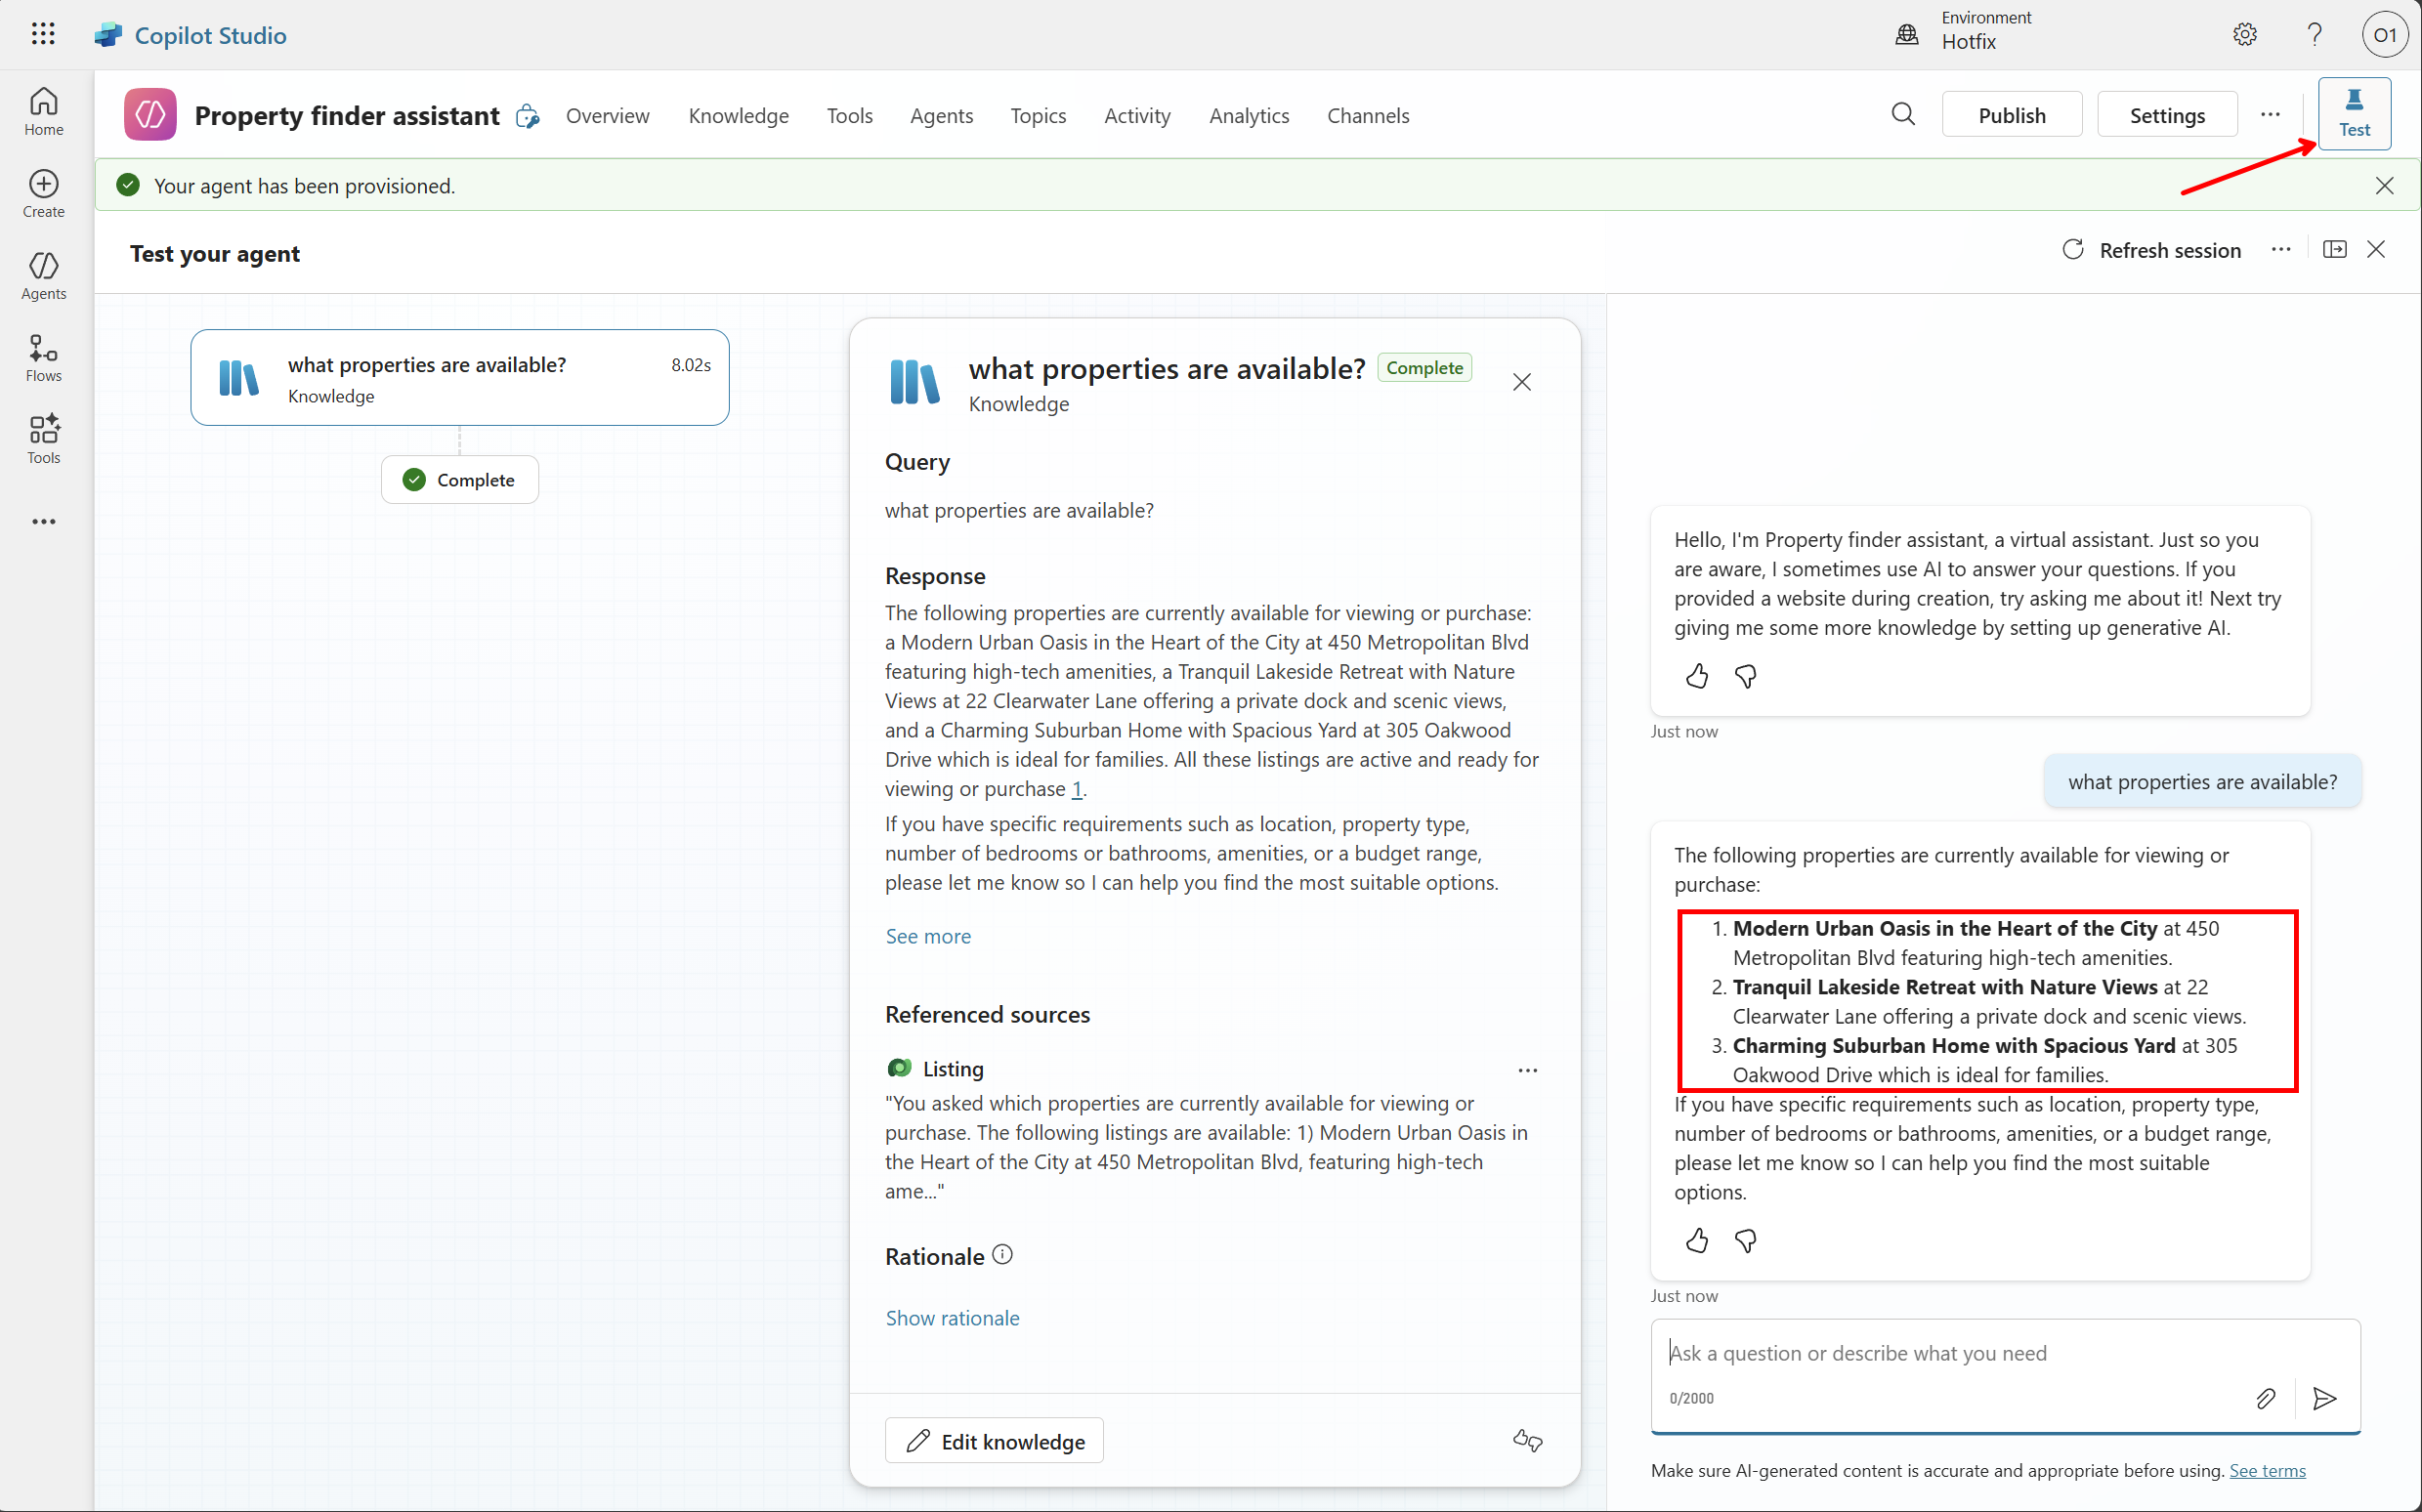 Copilot Studio
Environment
Hotfix
O1
Home
Create
Agents
Flows
Tools
Property finder assistant
Overview
Knowledge
Tools
Agents
Topics
Activity
Analytics
Channels
Publish
Settings
Test
Your agent has been provisioned.
Test your agent
Refresh session
what properties are available?
8.02s
Knowledge
Complete
what properties are available?
Complete
Knowledge
Query
what properties are available?
Response
The following properties are currently available for viewing or purchase:
a Modern Urban Oasis in the Heart of the City at 450 Metropolitan Blvd
featuring high-tech amenities, a Tranquil Lakeside Retreat with Nature
Views at 22 Clearwater Lane offering a private dock and scenic views,
and a Charming Suburban Home with Spacious Yard at 305 Oakwood
Drive which is ideal for families. All these listings are active and ready for
viewing or purchase 1.
If you have specific requirements such as location, property type,
number of bedrooms or bathrooms, amenities, or a budget range,
please let me know so I can help you find the most suitable options.
See more
Referenced sources
Listing
"You asked which properties are currently available for viewing or
purchase. The following listings are available: 1) Modern Urban Oasis in
the Heart of the City at 450 Metropolitan Blvd, featuring high-tech
ame..."
Rationale
Show rationale
Edit knowledge
Hello, I'm Property finder assistant, a virtual assistant. Just so you
are aware, I sometimes use AI to answer your questions. If you
provided a website during creation, try asking me about it! Next try
giving me some more knowledge by setting up generative AI.
Just now
what properties are available?
The following properties are currently available for viewing or
purchase:
1. Modern Urban Oasis in the Heart of the City at 450
Metropolitan Blvd featuring high-tech amenities.
2. Tranquil Lakeside Retreat with Nature Views at 22
Clearwater Lane offering a private dock and scenic views.
3. Charming Suburban Home with Spacious Yard at 305
Oakwood Drive which is ideal for families.
If you have specific requirements such as location, property type,
number of bedrooms or bathrooms, amenities, or a budget range,
please let me know so I can help you find the most suitable
options.
Just now
Ask a question or describe what you need
0/2000
Make sure AI-generated content is accurate and appropriate before using. See terms